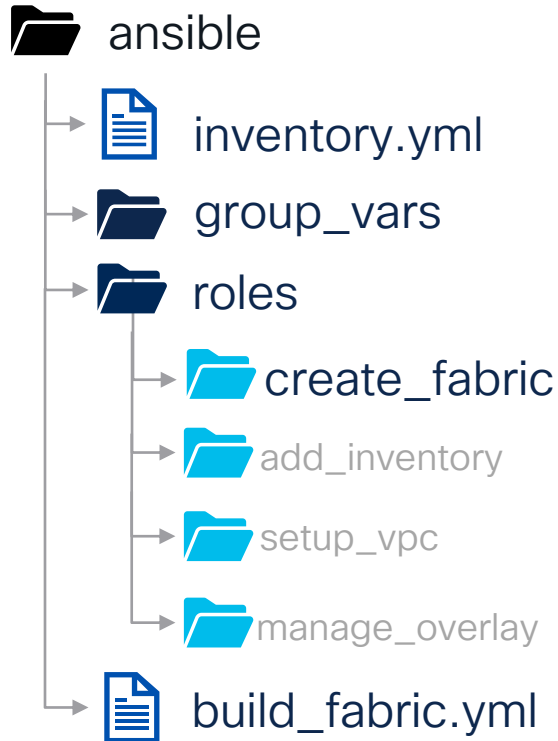 ansible
inventory.yml
group_vars
roles
create_fabric
add_inventory
setup_vpc
manage_overlay
build_fabric.yml